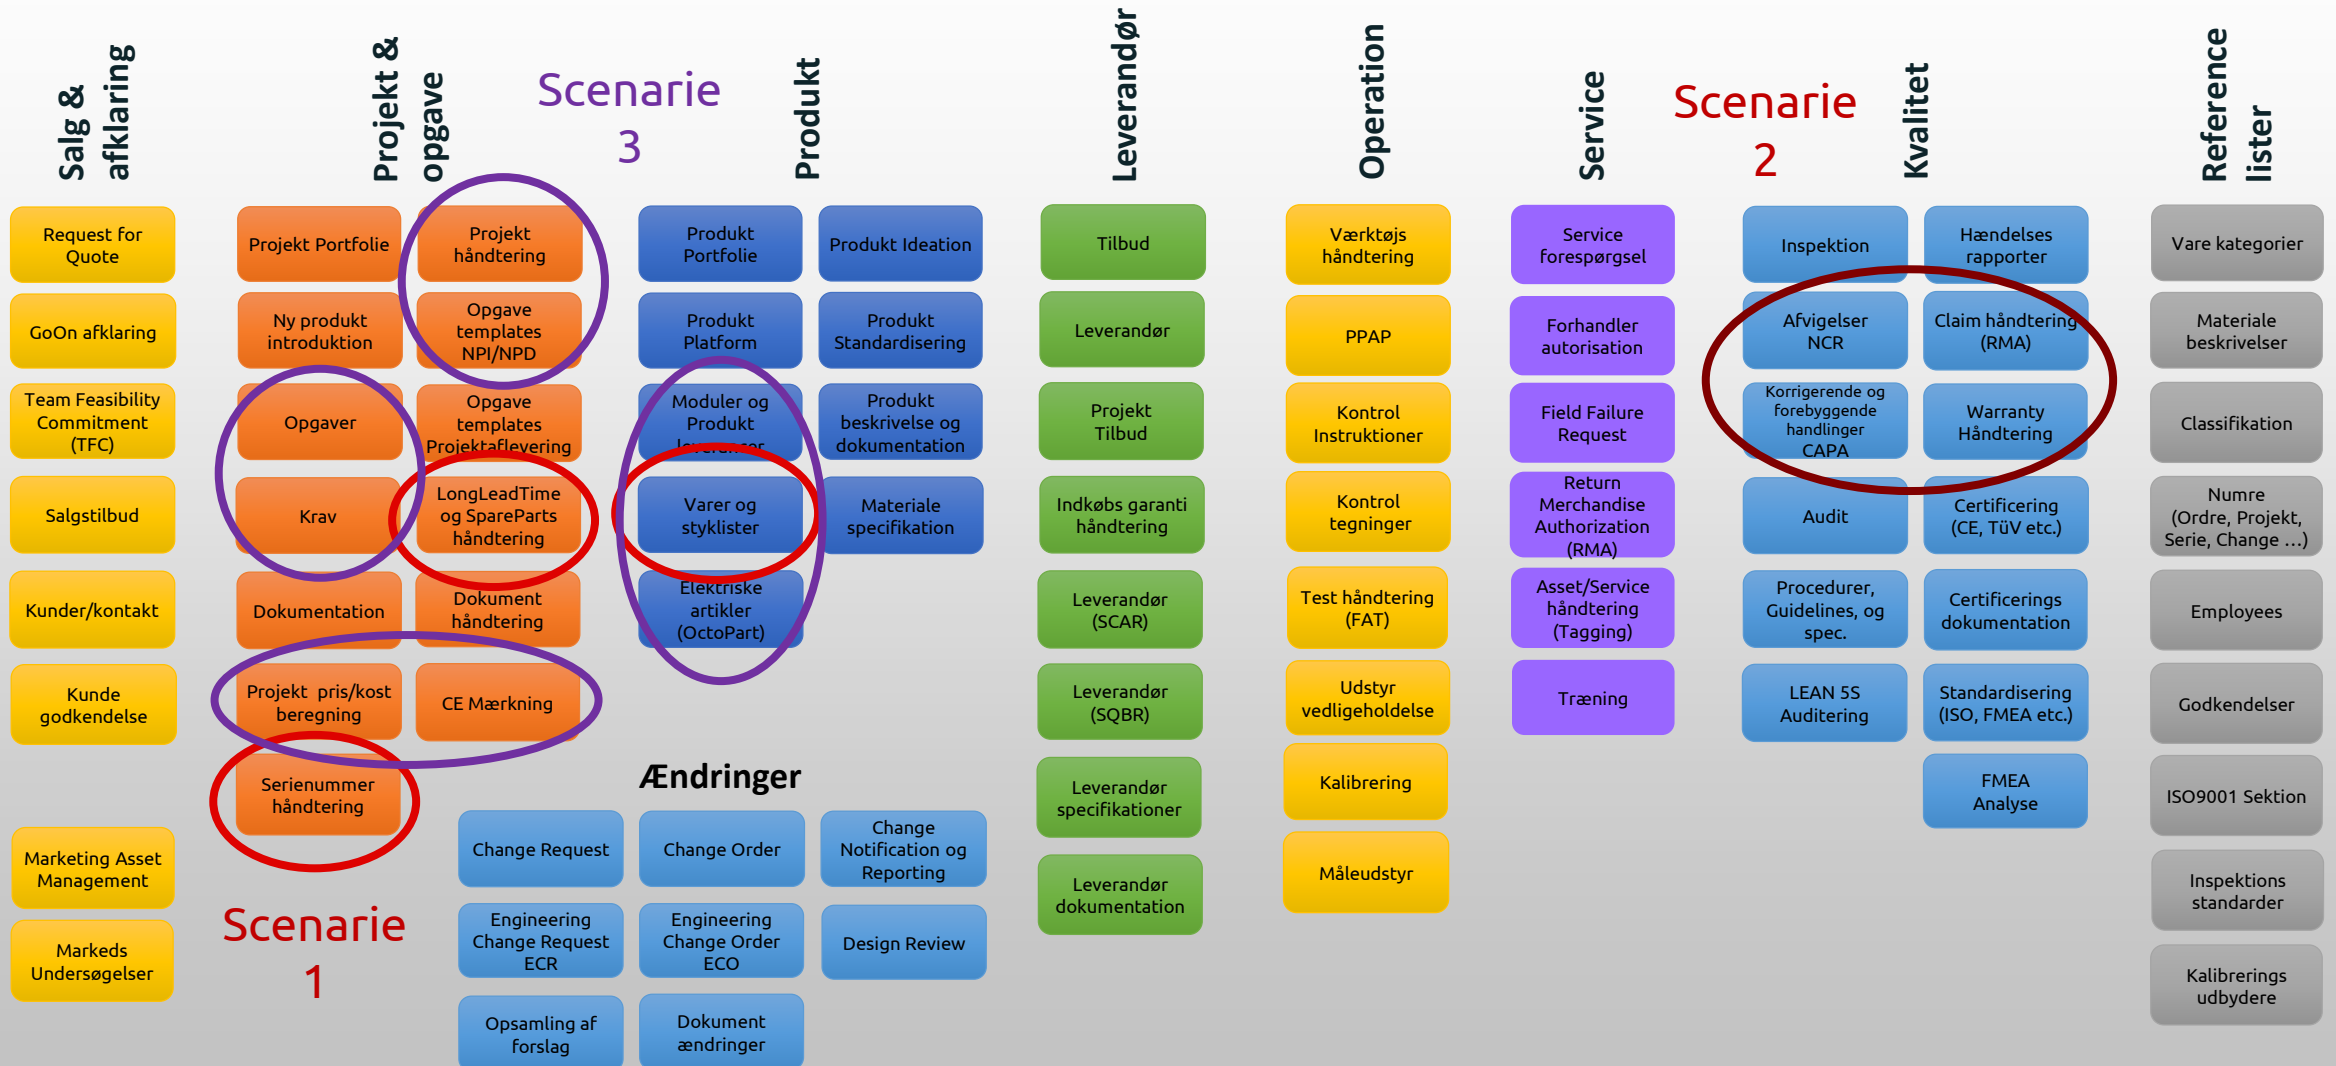 Salg &
afklaring
Projekt &
opgave
Scenarie
3
Produkt
Leverandør
Operation
Service
Scenarie
2
Kvalitet
Reference
lister
Request for
Quote
GoOn afklaring
Team Feasibility
Commitment
(TFC)
Salgstilbud
Kunder/kontakt
Kunde
godkendelse
Marketing Asset
Management
Markeds
Undersøgelser
Projekt Portfolie
Ny produkt
introduktion
Opgaver
Krav
Dokumentation
Projekt pris/kost
beregning
Serienummer
håndtering
Scenarie
1
Projekt
håndtering
Opgave
templates
NPI/NPD
Opgave
templates
Projektaflevering
LongLeadTime
og SpareParts
håndtering
Dokument
håndtering
CE Mærkning
Produkt
Portfolie
Produkt
Platform
Moduler og
Produkt
leverancer
Varer og
styklister
Elektriske
artikler
(OctoPart)
Produkt Ideation
Produkt
Standardisering
Produkt
beskrivelse og
dokumentation
Materiale
specifikation
Ændringer
Change Request
Change Order
Change
Notification og
Reporting
Engineering
Change Request
ECR
Engineering
Change Order
ECO
Design Review
Opsamling af
forslag
Dokument
ændringer
Tilbud
Leverandør
Projekt
Tilbud
Indkøbs garanti
håndtering
Leverandør
(SCAR)
Leverandør
(SQBR)
Leverandør
specifikationer
Leverandør
dokumentation
Værktøjs
håndtering
PPAP
Kontrol
Instruktioner
Kontrol
tegninger
Test håndtering
(FAT)
Udstyr
vedligeholdelse
Kalibrering
Måleudstyr
Service
forespørgsel
Forhandler
autorisation
Field Failure
Request
Return
Merchandise
Authorization
(RMA)
Asset/Service
håndtering
(Tagging)
Træning
Inspektion
Afvigelser
NCR
Korrigerende og
forebyggende
handlinger
CAPA
Audit
Procedurer,
Guidelines, og
spec.
LEAN 5S
Auditering
Hændelses
rapporter
Claim håndtering
(RMA)
Warranty
Håndtering
Certificering
(CE, TüV etc.)
Certificerings
dokumentation
Standardisering
(ISO, FMEA etc.)
FMEA
Analyse
Vare kategorier
Materiale
beskrivelser
Classifikation
Numre
(Ordre, Projekt,
Serie, Change ...)
Employees
Godkendelser
ISO9001 Sektion
Inspektions
standarder
Kalibrerings
udbydere